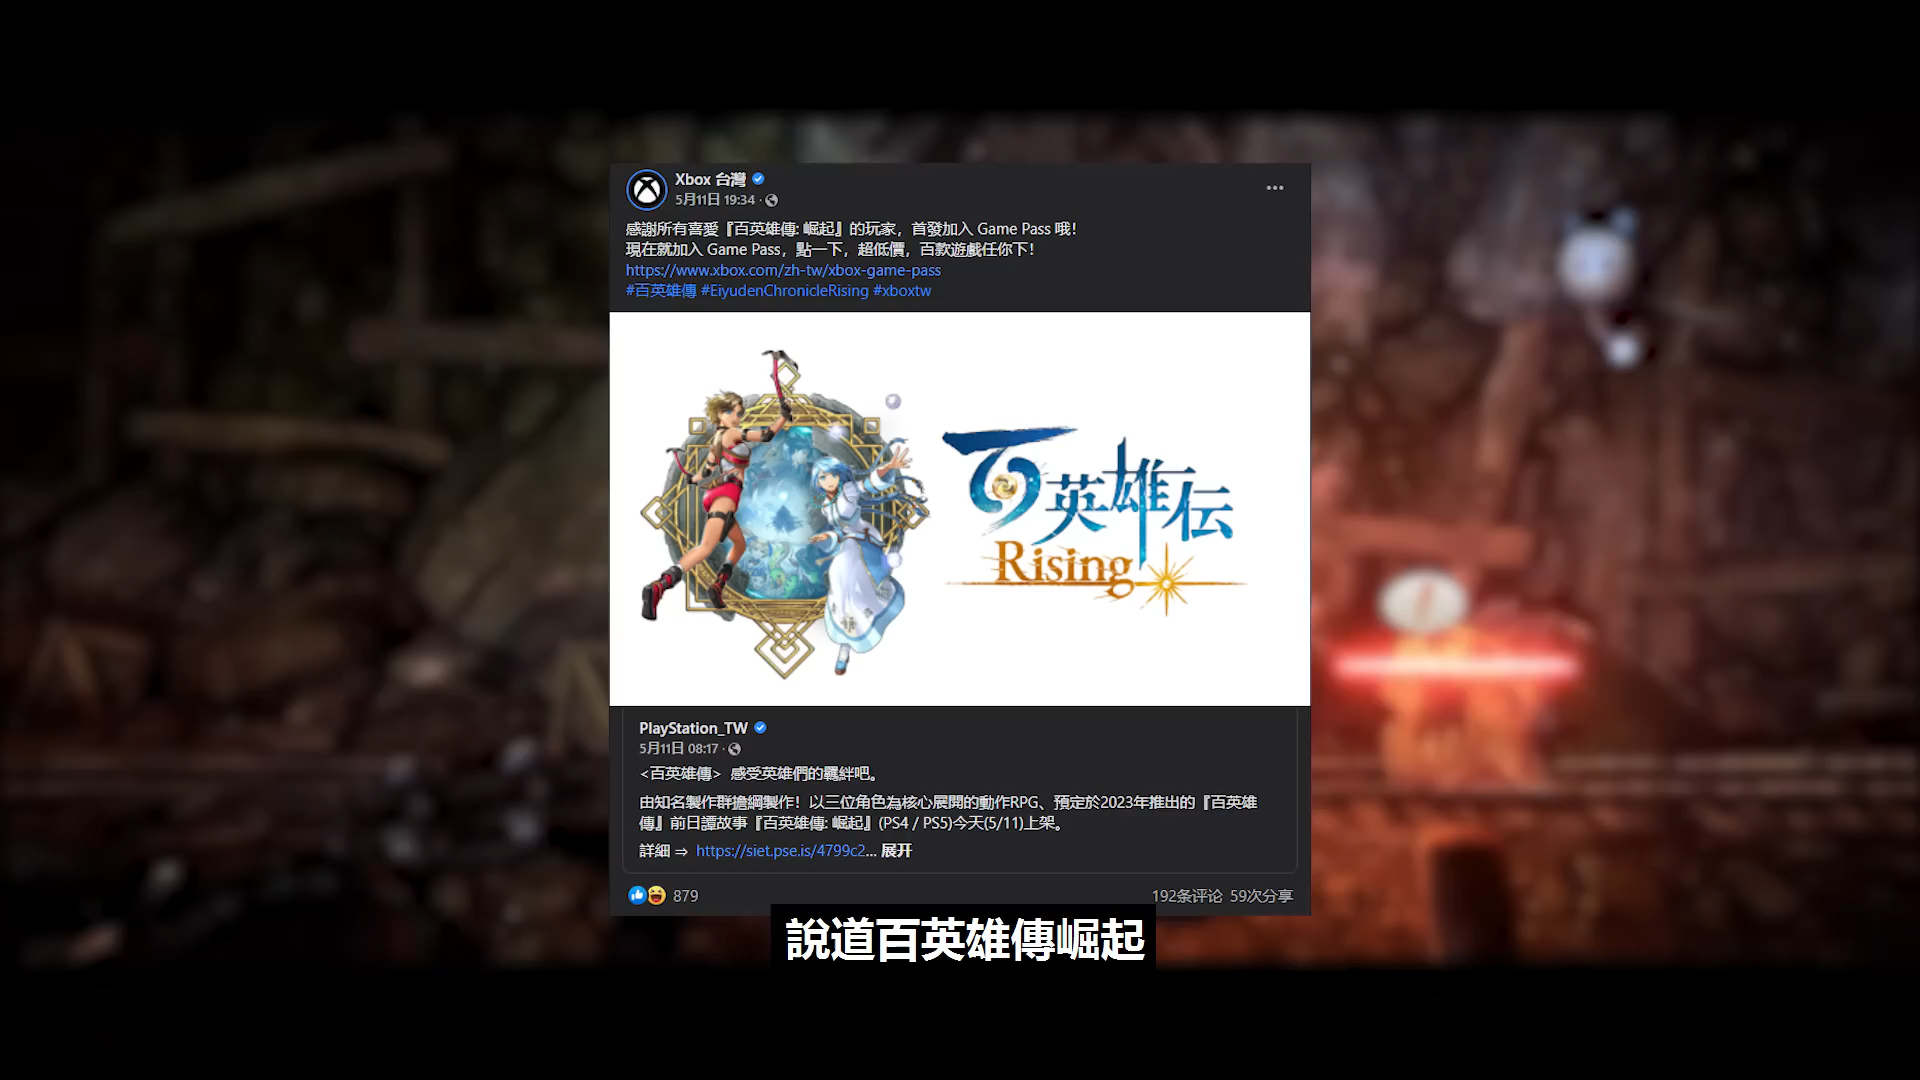 Xbox 台灣
5月11日 19:34 ·
感謝所有喜愛『百英雄傳: 崛起』的玩家，首發加入 Game Pass 哦！
現在就加入 Game Pass，點一下，超低價，百款遊戲任你下！
https://www.xbox.com/zh-tw/xbox-game-pass
#百英雄傳 #EiyudenChronicleRising #xboxtw
百英雄伝
Rising
PlayStation_TW
5月11日 08:17 ·
<百英雄傳> 感受英雄們的羈絆吧。
由知名製作群擔綱製作！以三位角色為核心展開的動作RPG、預定於2023年推出的『百英雄
傳』前日譚故事『百英雄傳: 崛起』(PS4 / PS5)今天(5/11)上架。
詳細 ⇒ https://siet.pse.is/4799c2... 展开
879
192条评论 59次分享
說道百英雄傳崛起